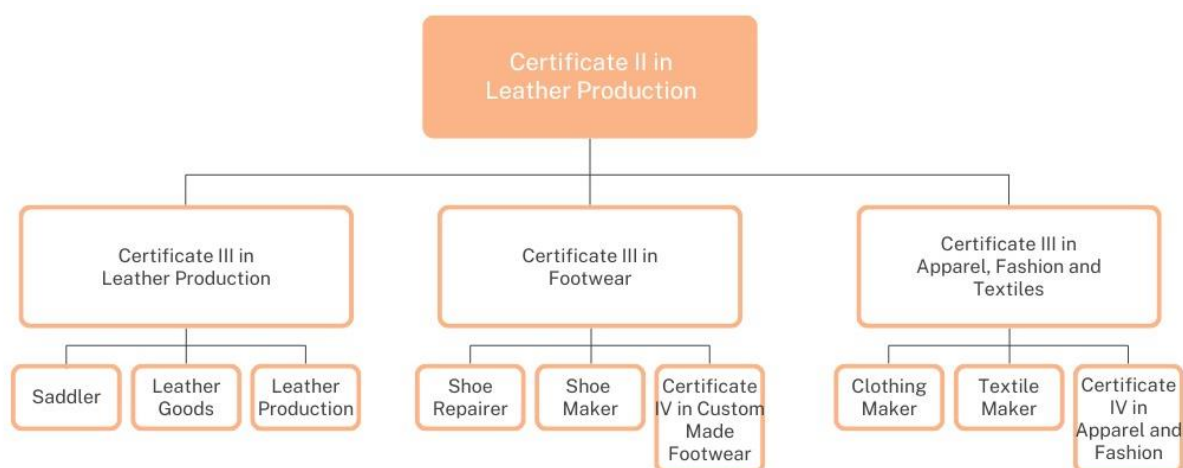 Certificate II in
Leather Production
Certificate III in
Leather Production
Certificate III in
Footwear
Certificate III in
Apparel, Fashion and
Textiles
Saddler
Leather
Goods
Leather
Production
Shoe
Repairer
Shoe
Maker
Certificate
IV in Custom
Made
Footwear
Clothing
Maker
Textile
Maker
Certificate
IV in
Apparel and
Fashion